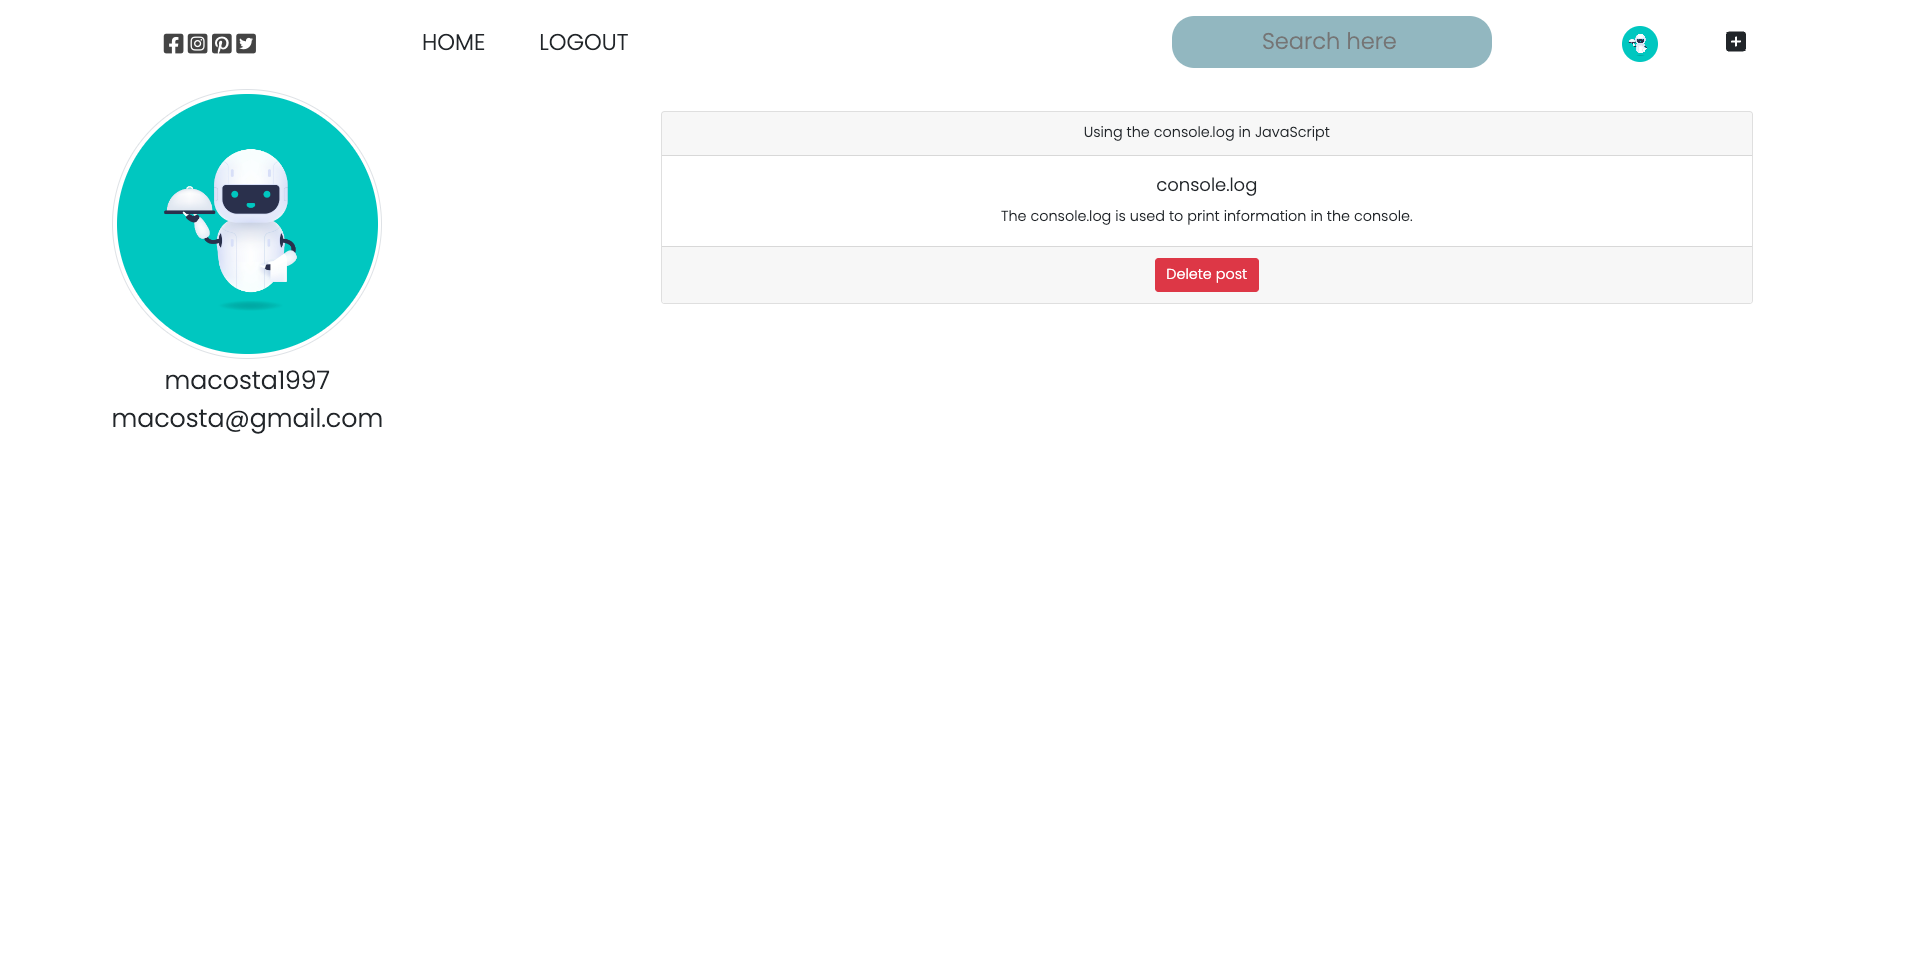 HOME
LOGOUT
Search here
Using the console.log in JavaScript
console.log
The console.log is used to print information in the console.
Delete post
macosta1997
macosta@gmail.com